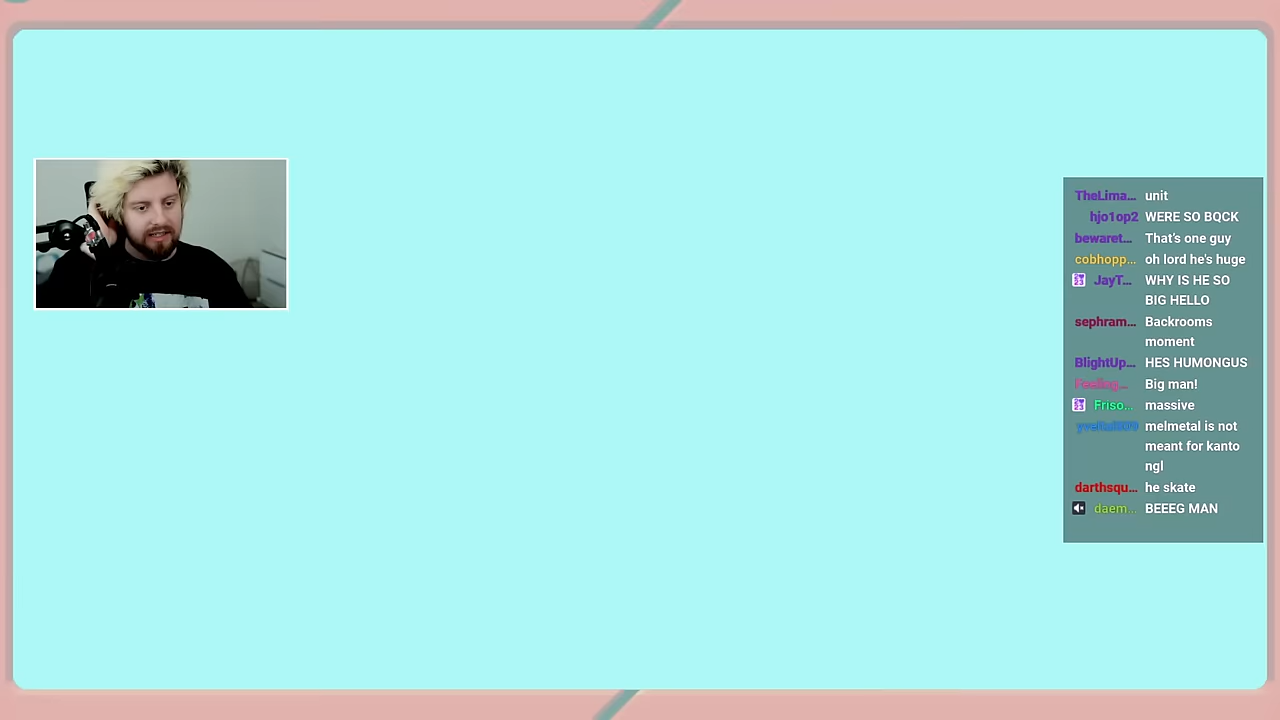 TheLima... unit
hjo1op2 WERE SO BQCK
bewaret... That's one guy
cobhopp... oh lord he's huge
JayT... WHY IS HE SO
BIG HELLO
sephram... Backrooms
moment
BlightUp... HES HUMONGUS
Feeling... Big man!
Friso... massive
melmetal is not
meant for kanto
ngl
darthsqu... he skate
daem... BEEEG MAN